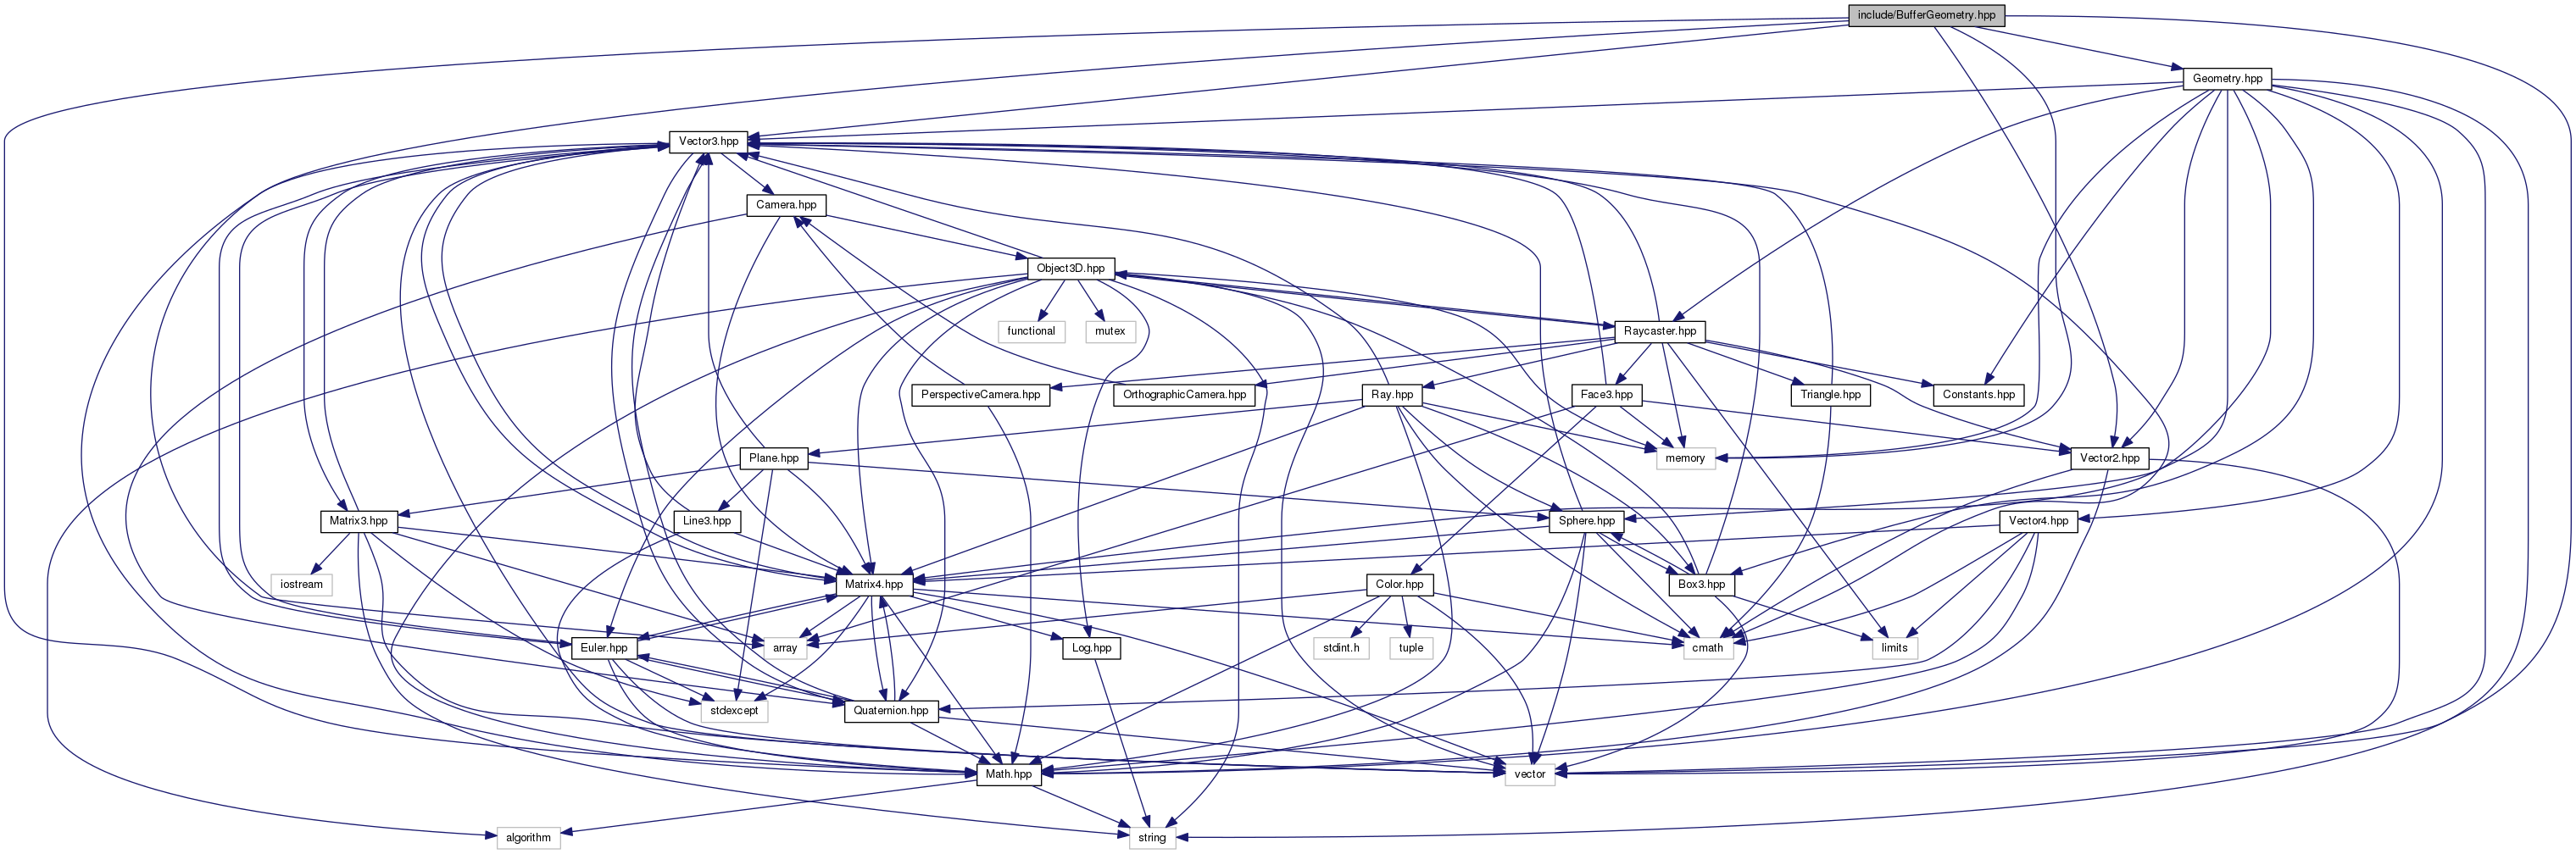 include/BufferGeometry.hpp
Geometry.hpp
Vector3.hpp
Camera.hpp
Object3D.hpp
functional
mutex
Raycaster.hpp
PerspectiveCamera.hpp
OrthographicCamera.hpp
Ray.hpp
Face3.hpp
Triangle.hpp
Constants.hpp
Plane.hpp
memory
Vector2.hpp
Matrix3.hpp
Line3.hpp
Sphere.hpp
Vector4.hpp
iostream
Matrix4.hpp
Color.hpp
Box3.hpp
Euler.hpp
array
Log.hpp
stdint.h
tuple
cmath
limits
stdexcept
Quaternion.hpp
Math.hpp
vector
algorithm
string